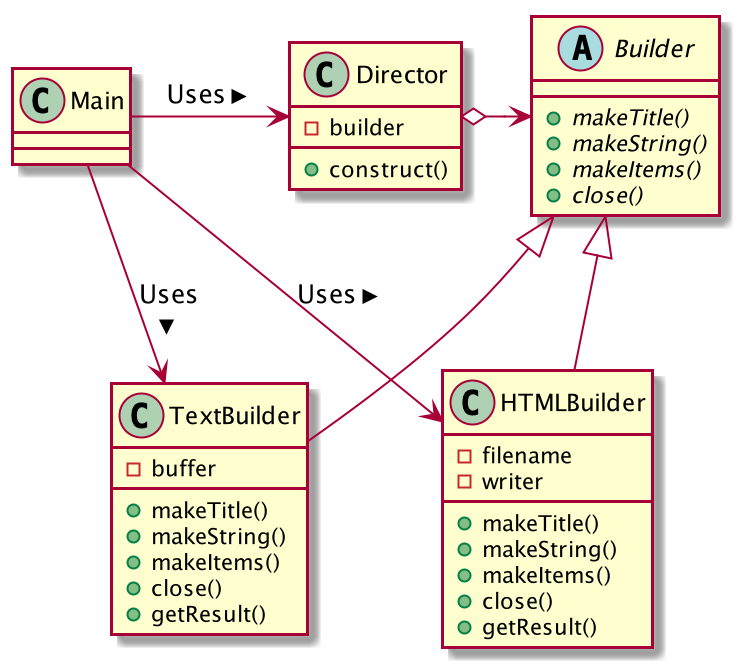 C Main
Uses ▶
C Director
builder
construct()
A Builder
makeTitle()
makeString()
makeItems()
close()
Uses
▼
Uses ▶
C TextBuilder
buffer
makeTitle()
makeString()
makeItems()
close()
getResult()
C HTMLBuilder
filename
writer
makeTitle()
makeString()
makeItems()
close()
getResult()